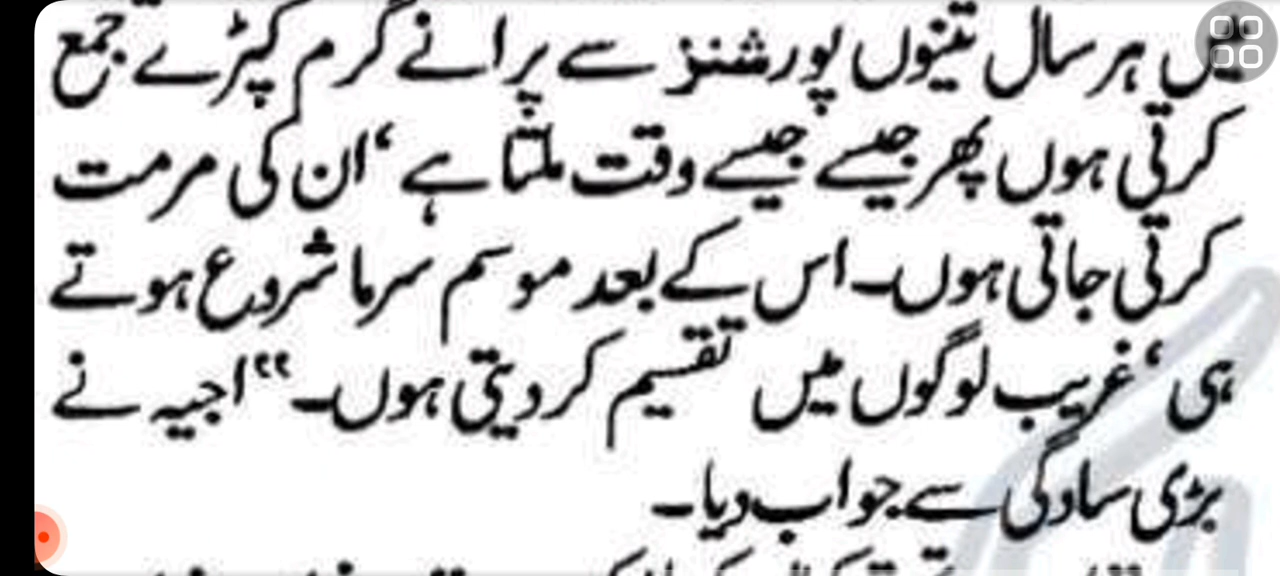 میں ہر سال تینوں پورشنز سے پرانے گرم کپڑے جمع
کرتی ہوں پھر جیسے جیسے وقت ملتا ہے، ان کی مرمت
کرتی جاتی ہوں۔ اس کے بعد موسم سرما شروع ہوتے
ہی، غریب لوگوں میں تقسیم کر دیتی ہوں۔“ اجیہ نے
بڑی سادگی سے جواب دیا۔